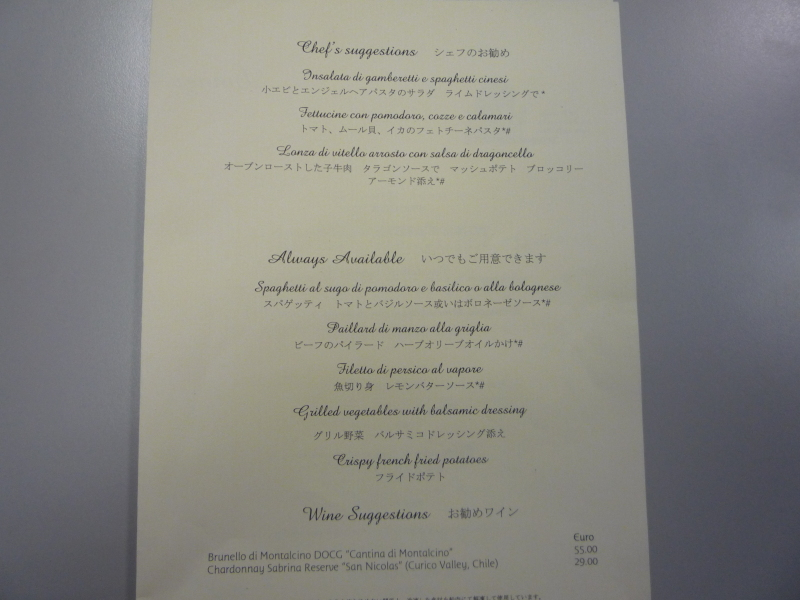 Chef's suggestions シェフのお勧め
Insalata di gamberetti e spaghetti cinesi
小エビとエンジェルヘアパスタのサラダ ライムドレッシングで*
Fettucine con pomodoro, cozze e calamari
トマト、ムール貝、イカのフェトチーネパスタ*#
Lonza di vitello arrosto con salsa di dragoncello
オーブンローストした子牛肉 タラゴンソースで マッシュポテト ブロッコリー
アーモンド添え*#
Always Available いつでもご用意できます
Spaghetti al sugo di pomodoro e basilico o alla bolognese
スパゲッティ トマトとバジルソース或いはボロネーゼソース*#
Paillard di manzo alla griglia
ビーフのパイラード ハーブオリーブオイルかけ*#
Filetto di persico al vapore
魚切り身 レモンバターソース*#
Grilled vegetables with balsamic dressing
グリル野菜 バルサミコドレッシング添え
Crispy french fried potatoes
フライドポテト
Wine Suggestions お勧めワイン
Euro
Brunello di Montalcino DOCG "Cantina di Montalcino" 55.00
Chardonnay Sabrina Reserve "San Nicolas" (Curico Valley, Chile) 29.00